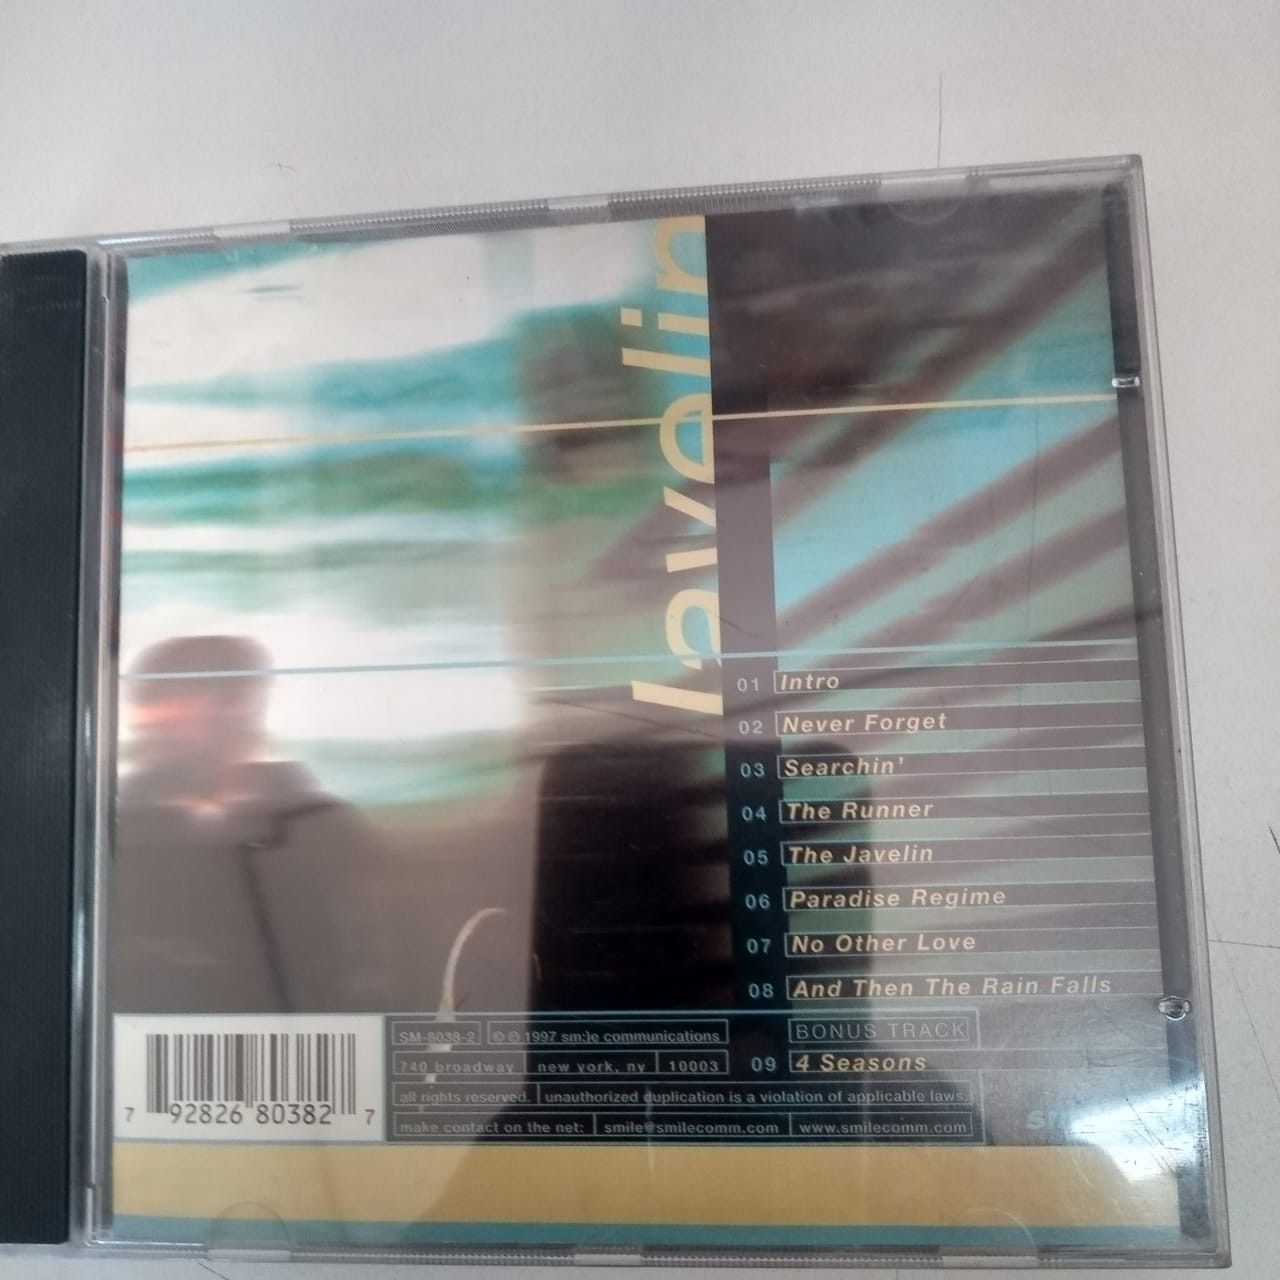 Javelin
01 Intro
02 Never Forget
03 Searchin'
04 The Runner
05 The Javelin
06 Paradise Regime
07 No Other Love
08 And Then The Rain Falls
BONUS TRACK
09 4 Seasons
SM-8038-2 © ℗ 1997 sm:)e communications
740 broadway new york, ny 10003
all rights reserved. unauthorized duplication is a violation of applicable laws.
make contact on the net: smile@smilecomm.com www.smilecomm.com
7 92826 80382 7